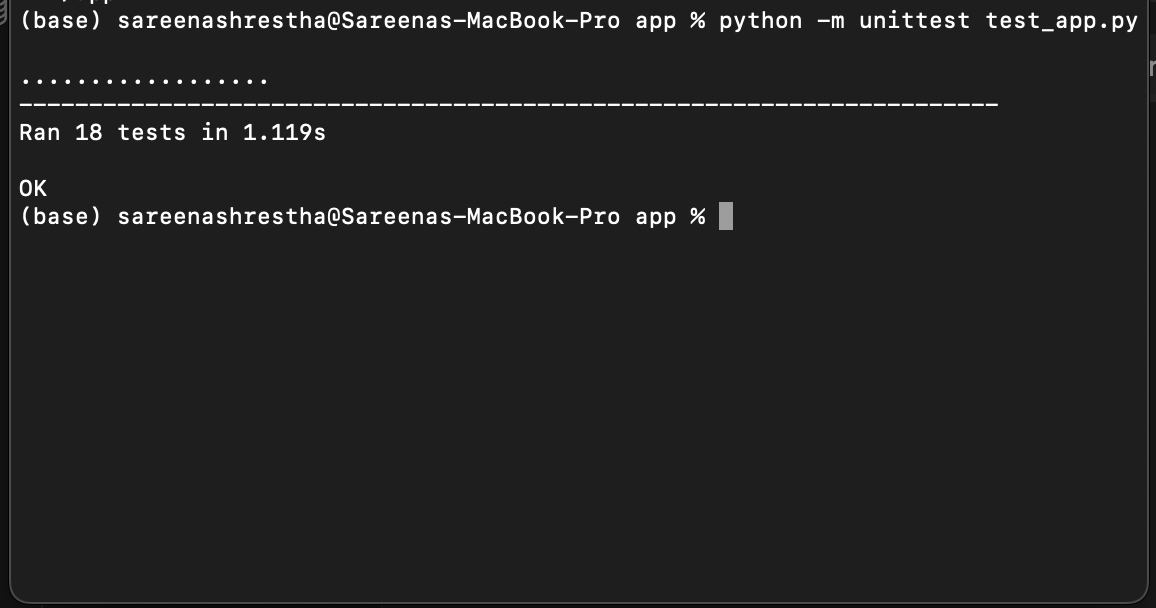 (base) sareenashrestha@Sareenas-MacBook-Pro app % python -m unittest test_app.py
..................
----------------------------------------------------------------------
Ran 18 tests in 1.119s
OK
(base) sareenashrestha@Sareenas-MacBook-Pro app %